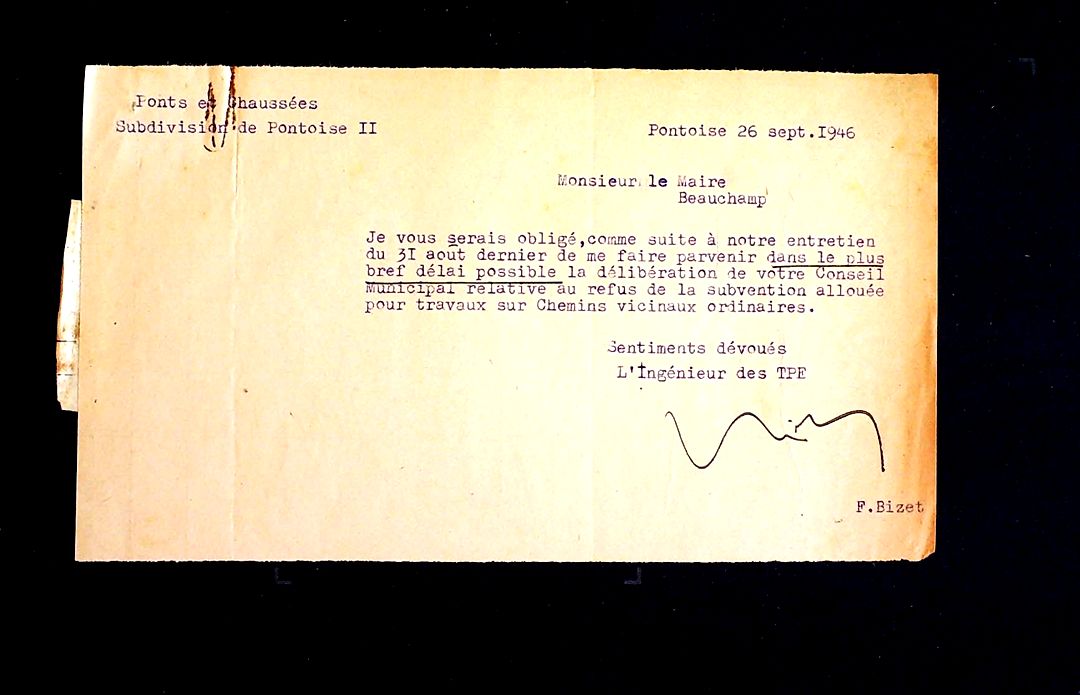 Ponts et Chaussées
Subdivision de Pontoise II
Pontoise 26 sept.I946
Monsieur le Maire
Beauchamp
Je vous serais obligé,comme suite à notre entretien
du 3I aout dernier de me faire parvenir dans le plus
bref délai possible la délibération de votre Conseil
Municipal relative au refus de la subvention allouée
pour travaux sur Chemins vicinaux ordinaires.
Sentiments dévoués
L'Ingénieur des TPE
F.Bizet